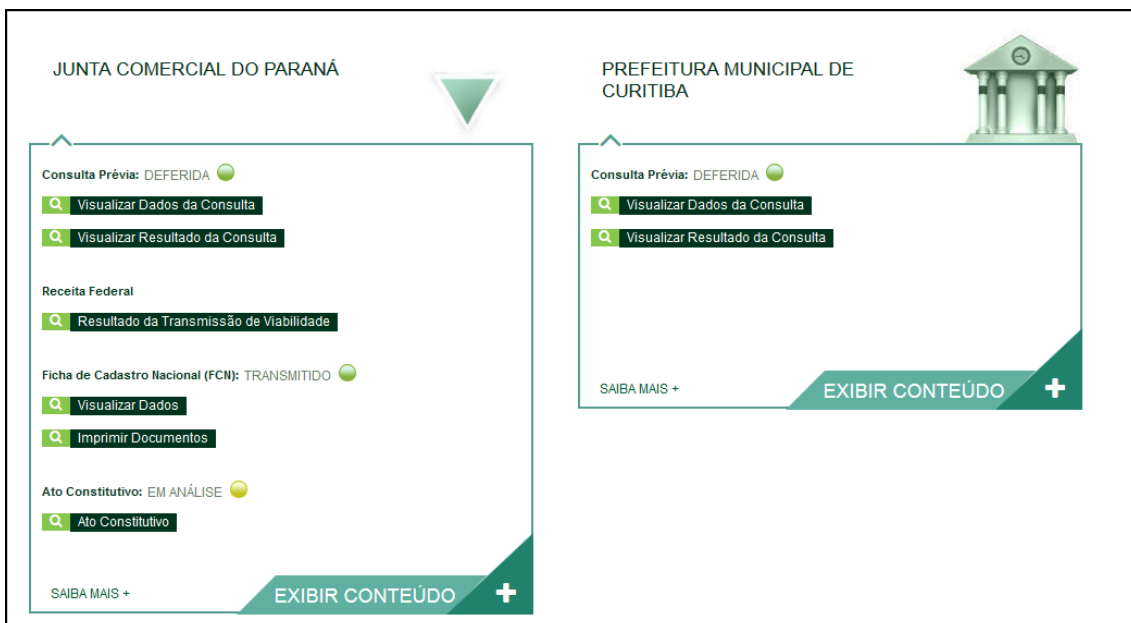 JUNTA COMERCIAL DO PARANÁ
Consulta Prévia: DEFERIDA
Visualizar Dados da Consulta
Visualizar Resultado da Consulta
Receita Federal
Resultado da Transmissão de Viabilidade
Ficha de Cadastro Nacional (FCN): TRANSMITIDO
Visualizar Dados
Imprimir Documentos
Ato Constitutivo: EM ANÁLISE
Ato Constitutivo
SAIBA MAIS +
EXIBIR CONTEÚDO +
PREFEITURA MUNICIPAL DE
CURITIBA
Consulta Prévia: DEFERIDA
Visualizar Dados da Consulta
Visualizar Resultado da Consulta
SAIBA MAIS +
EXIBIR CONTEÚDO +